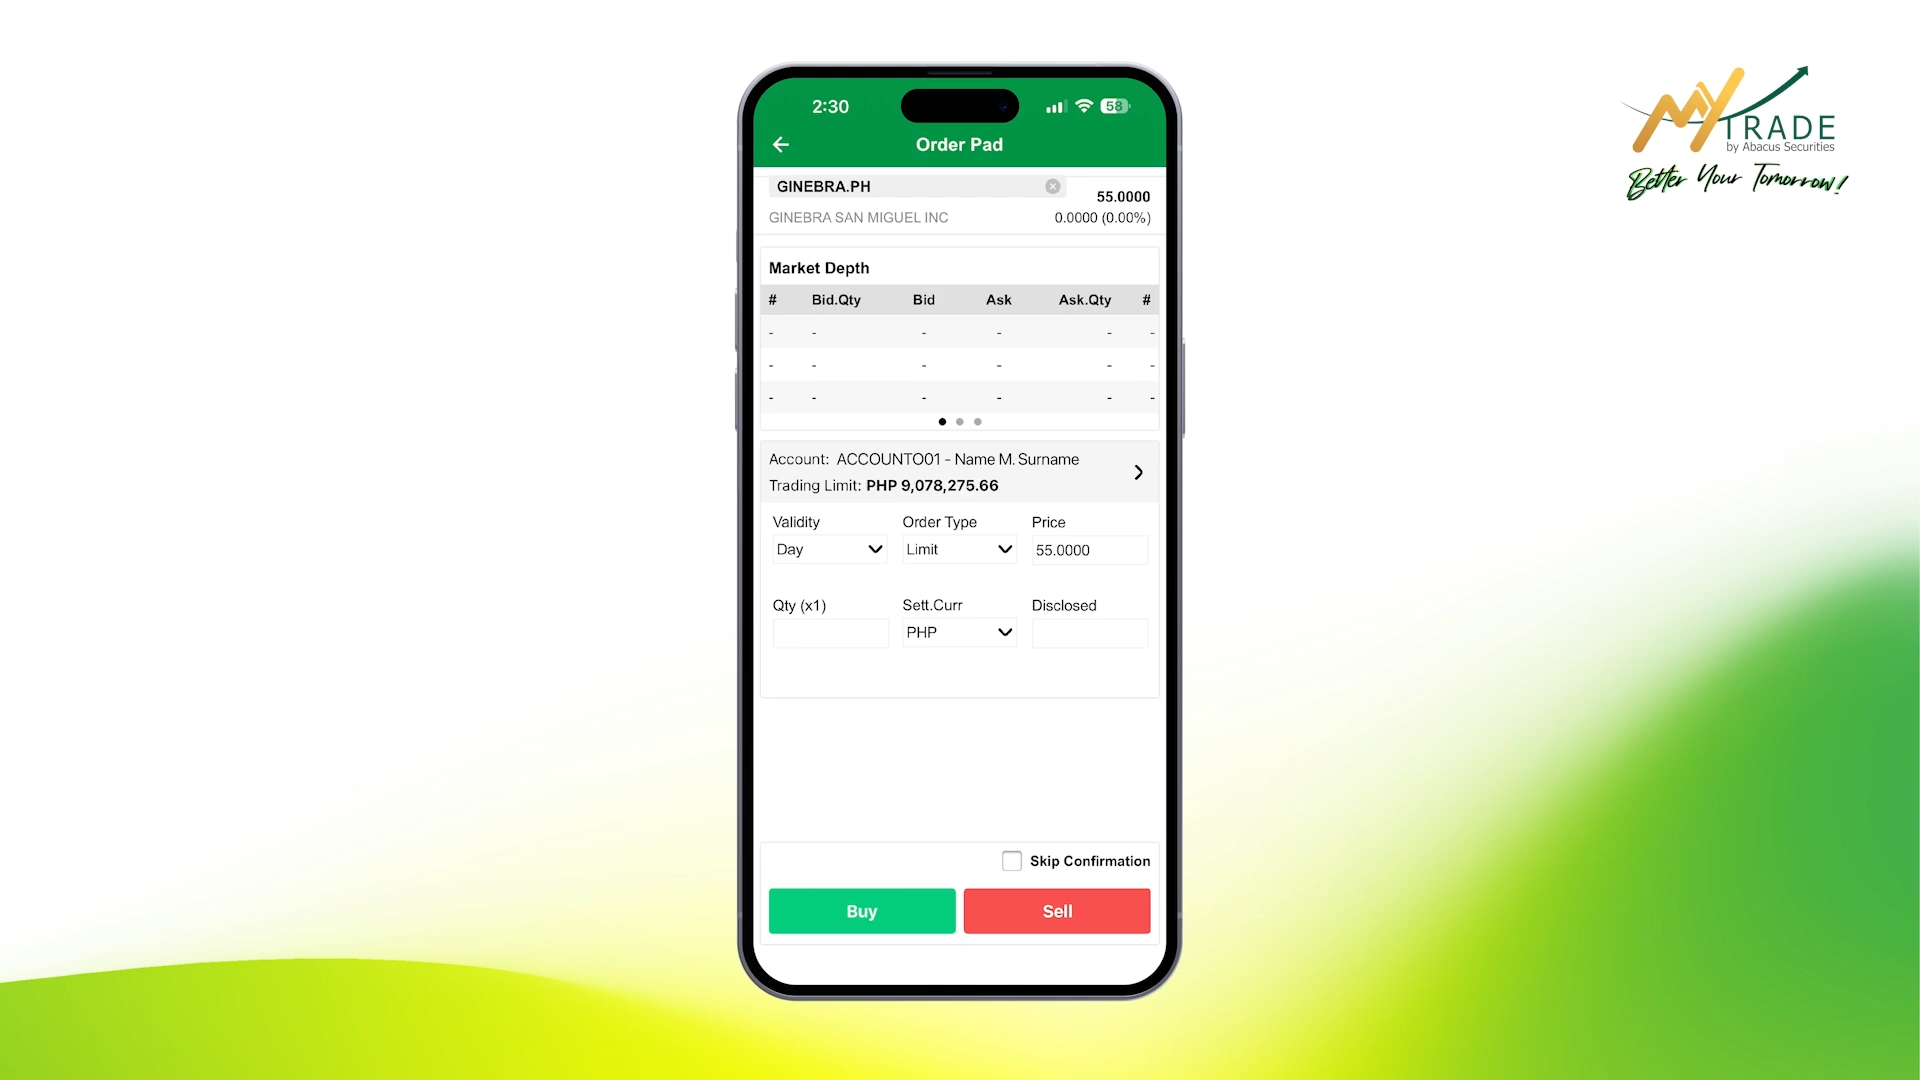 2:30
58
Order Pad
GINEBRA.PH
55.0000
GINEBRA SAN MIGUEL INC
0.0000 (0.00%)
Market Depth
# Bid.Qty Bid Ask Ask.Qty #
- - - - - -
- - - - - -
- - - - - -
Account: ACCOUNTO01 - Name M. Surname
Trading Limit: PHP 9,078,275.66
Validity Order Type Price
Day Limit 55.0000
Qty (x1) Sett.Curr Disclosed
PHP
Skip Confirmation
Buy Sell
MYTRADE
by Abacus Securities
Better Your Tomorrow!